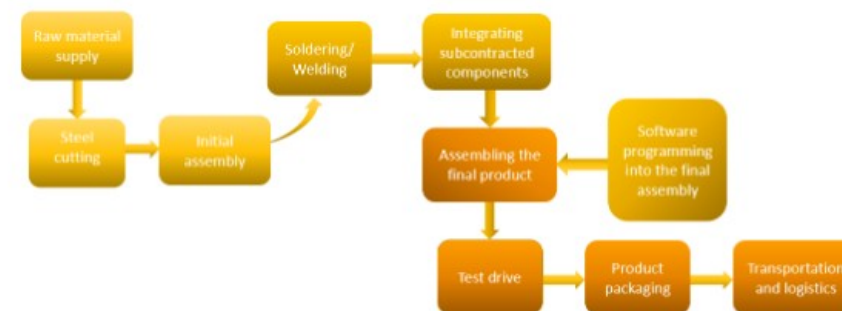 Raw material
supply
Steel
cutting
Initial
assembly
Soldering/
Welding
Integrating
subcontracted
components
Assembling the
final product
Software
programming
into the final
assembly
Test drive
Product
packaging
Transportation
and logistics